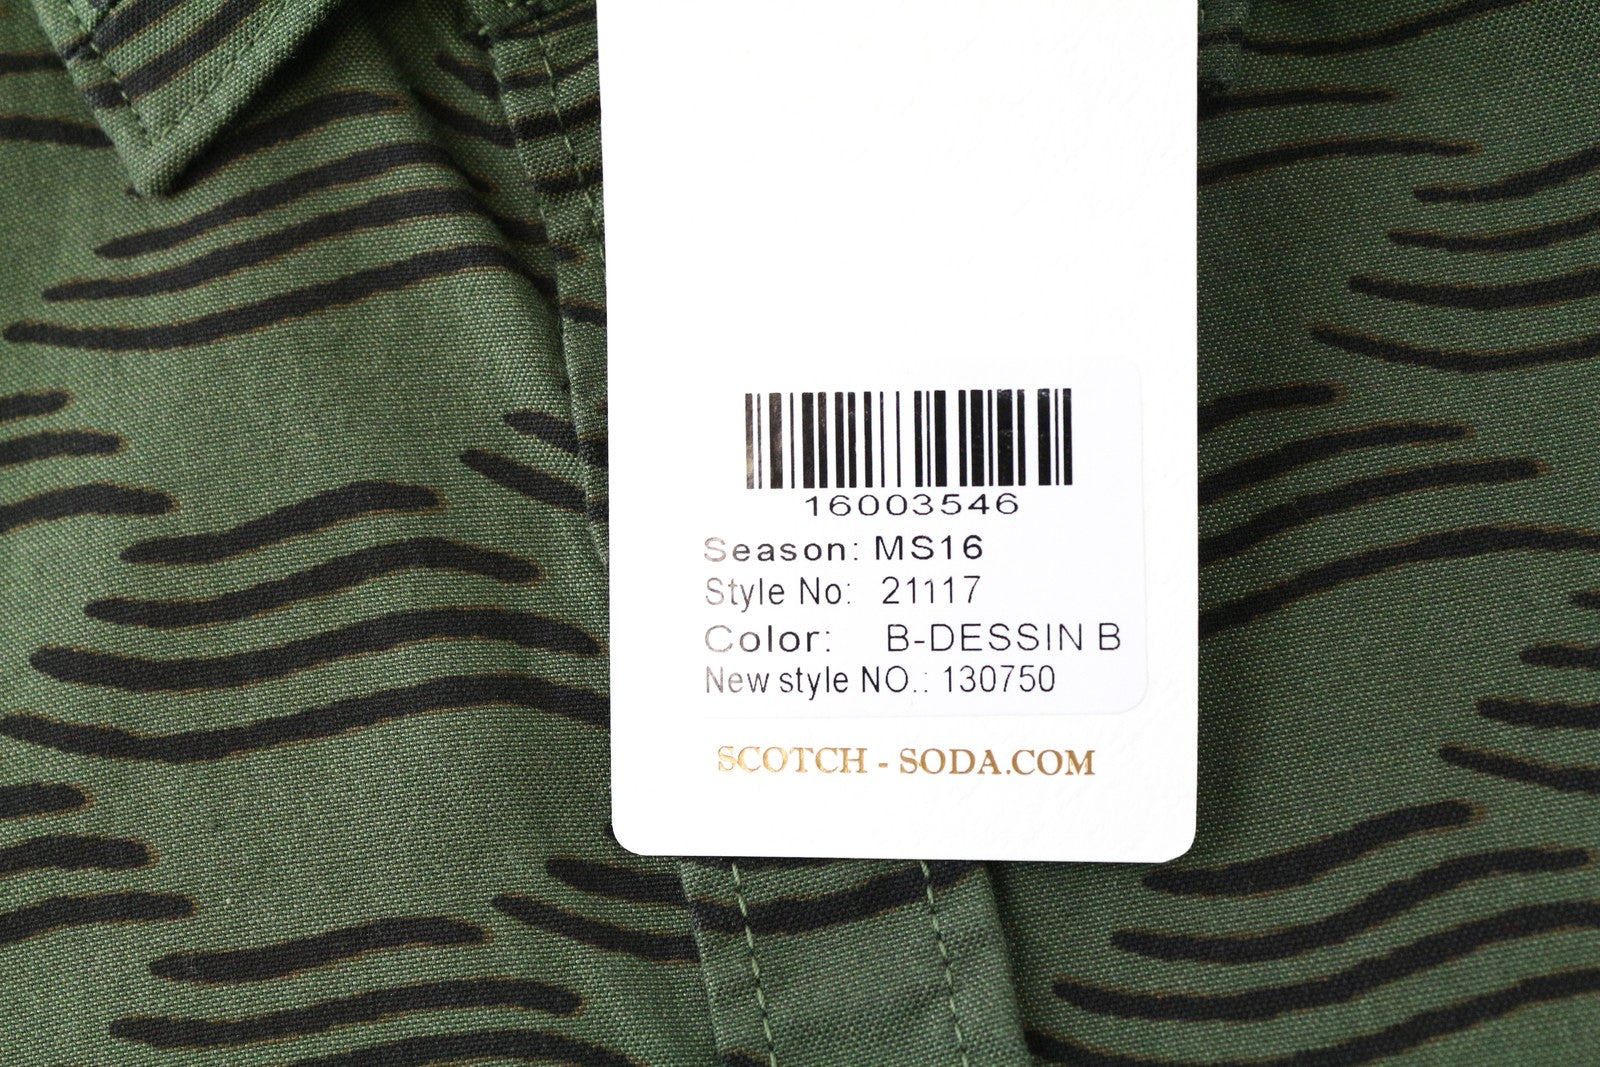 16003546
Season: MS16
Style No: 21117
Color: B-DESSIN B
New style NO.: 130750
SCOTCH - SODA.COM